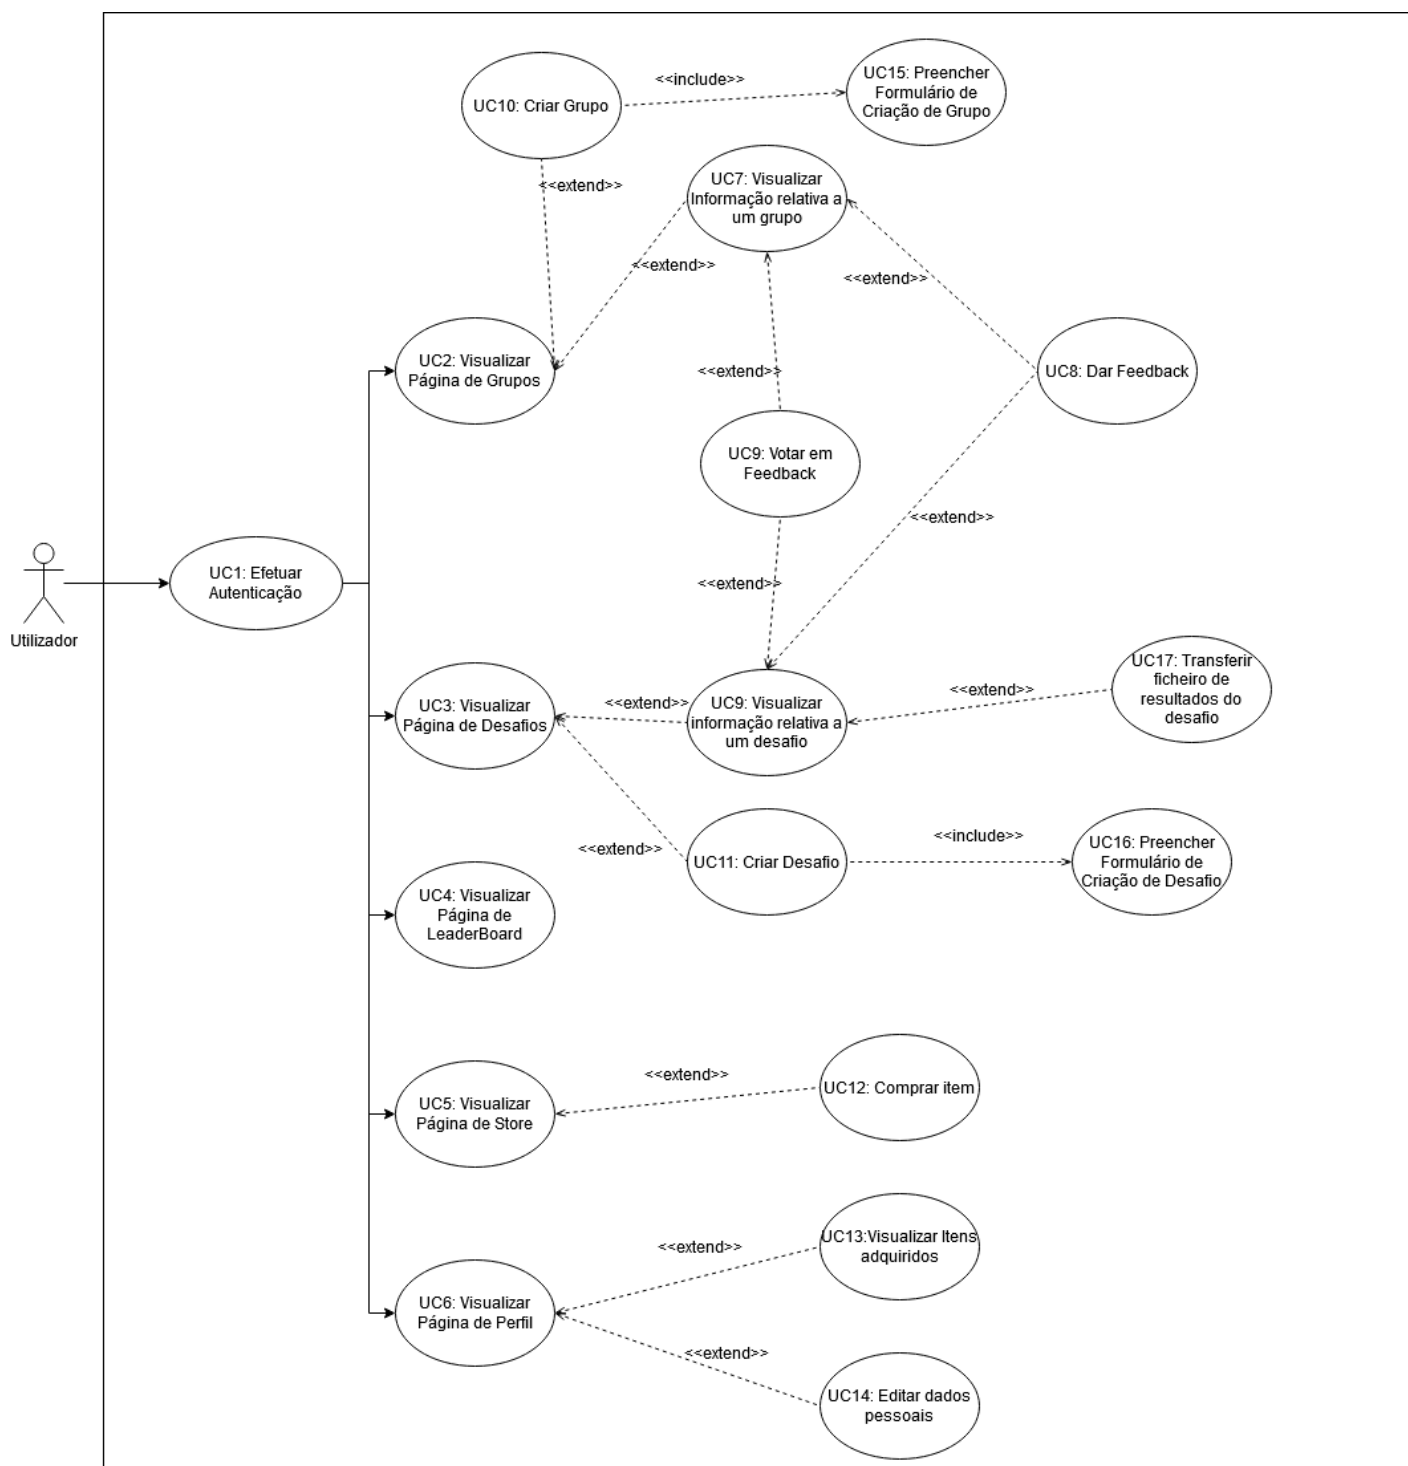 <<include>>
UC10: Criar Grupo
UC15: Preencher
Formulário de
Criação de Grupo
<<extend>>
UC7: Visualizar
Informação relativa a
um grupo
<<extend>>
<<extend>>
UC2: Visualizar
Página de Grupos
<<extend>>
UC8: Dar Feedback
UC9: Votar em
Feedback
<<extend>>
UC1: Efetuar
Autenticação
<<extend>>
Utilizador
UC3: Visualizar
Página de Desafios
<<extend>>
UC9: Visualizar
informação relativa a
um desafio
<<extend>>
UC17: Transferir
ficheiro de
resultados do
desafio
<<extend>>
UC11: Criar Desafio
<<include>>
UC16: Preencher
Formulário de
Criação de Desafio
UC4: Visualizar
Página de
LeaderBoard
<<extend>>
UC12: Comprar item
UC5: Visualizar
Página de Store
<<extend>>
UC13:Visualizar Itens
adquiridos
UC6: Visualizar
Página de Perfil
<<extend>>
UC14: Editar dados
pessoais